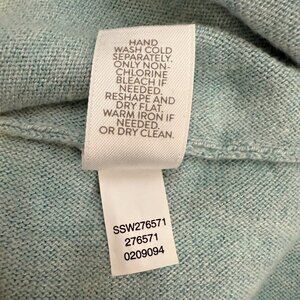 HAND
WASH COLD
SEPARATELY.
ONLY NON-
CHLORINE
BLEACH IF
NEEDED.
RESHAPE AND
DRY FLAT.
WARM IRON IF
NEEDED.
OR DRY CLEAN.
SSW276571
276571
0209094